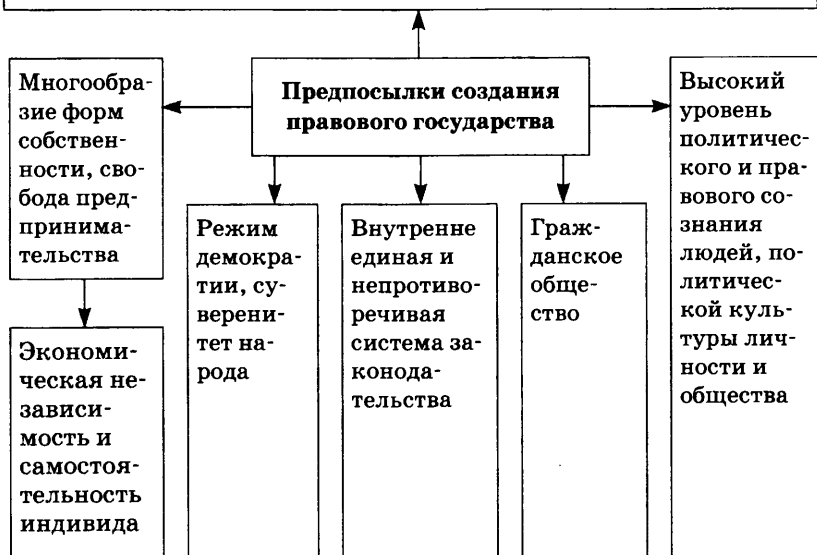 Предпосылки создания
правового государства
Многообра-
зие форм
собствен-
ности, сво-
бода пред-
принима-
тельства
Экономи-
ческая не-
зависи-
мость и
самостоя-
тельность
индивида
Режим
демокра-
тии, су-
верени-
тет на-
рода
Внутренне
единая и
непротиво-
речивая
система за-
конода-
тельства
Граж-
данское
обще-
ство
Высокий
уровень
политичес-
кого и пра-
вового со-
знания
людей, по-
литичес-
кой куль-
туры лич-
ности и
общества